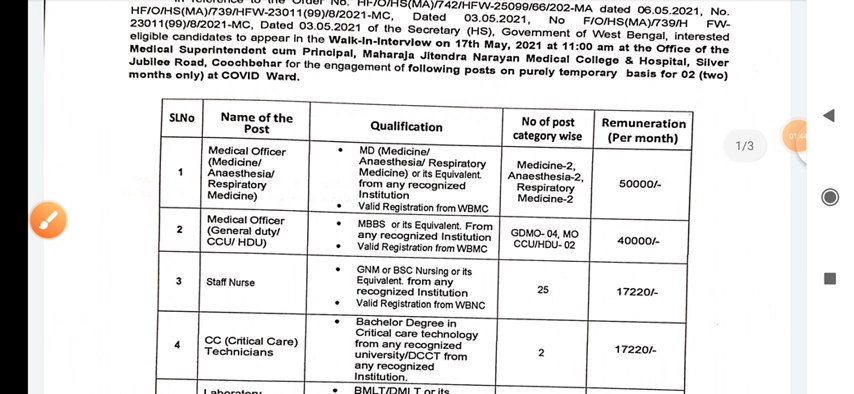 in reference to the Order No. HF/O/HS(MA)/742/HFW-25099/66/202-MA dated 06.05.2021, No.
HF/O/HS(MA)/739/HFW-23011(99)/8/2021-MC, Dated 03.05.2021, No F/O/HS(MA)/739/H FW-
23011(99)/8/2021-MC, Dated 03.05.2021 of the Secretary (HS), Government of West Bengal, interested
eligible candidates to appear in the Walk-In-Interview on 17th May, 2021 at 11:00 am at the Office of the
Medical Superintendent cum Principal, Maharaja Jitendra Narayan Medical College & Hospital, Silver
Jubilee Road, Coochbehar for the engagement of following posts on purely temporary basis for 02 (two)
months only) at COVID Ward.
SLNo
Name of the
Post
Qualification
No of post
category wise
Remuneration
(Per month)
1
Medical Officer
(Medicine/
Anaesthesia/
Respiratory
Medicine)
• MD (Medicine/
Anaesthesia/ Respiratory
Medicine) or its Equivalent.
from any recognized
Institution
• Valid Registration from WBMC
Medicine-2,
Anaesthesia-2,
Respiratory
Medicine-2
50000/-
2
Medical Officer
(General duty/
CCU/ HDU)
• MBBS or its Equivalent. From
any recognized Institution
• Valid Registration from WBMC
GDMO- 04, MO
CCU/HDU- 02
40000/-
3
Staff Nurse
• GNM or BSC Nursing or its
Equivalent. from any
recognized Institution
• Valid Registration from WBNC
25
17220/-
4
CC (Critical Care)
Technicians
• Bachelor Degree in
Critical care technology
from any recognized
university/DCCT from
any recognized
Institution.
2
17220/-
Laboratory
• BMLT/DMLT or its
1/3